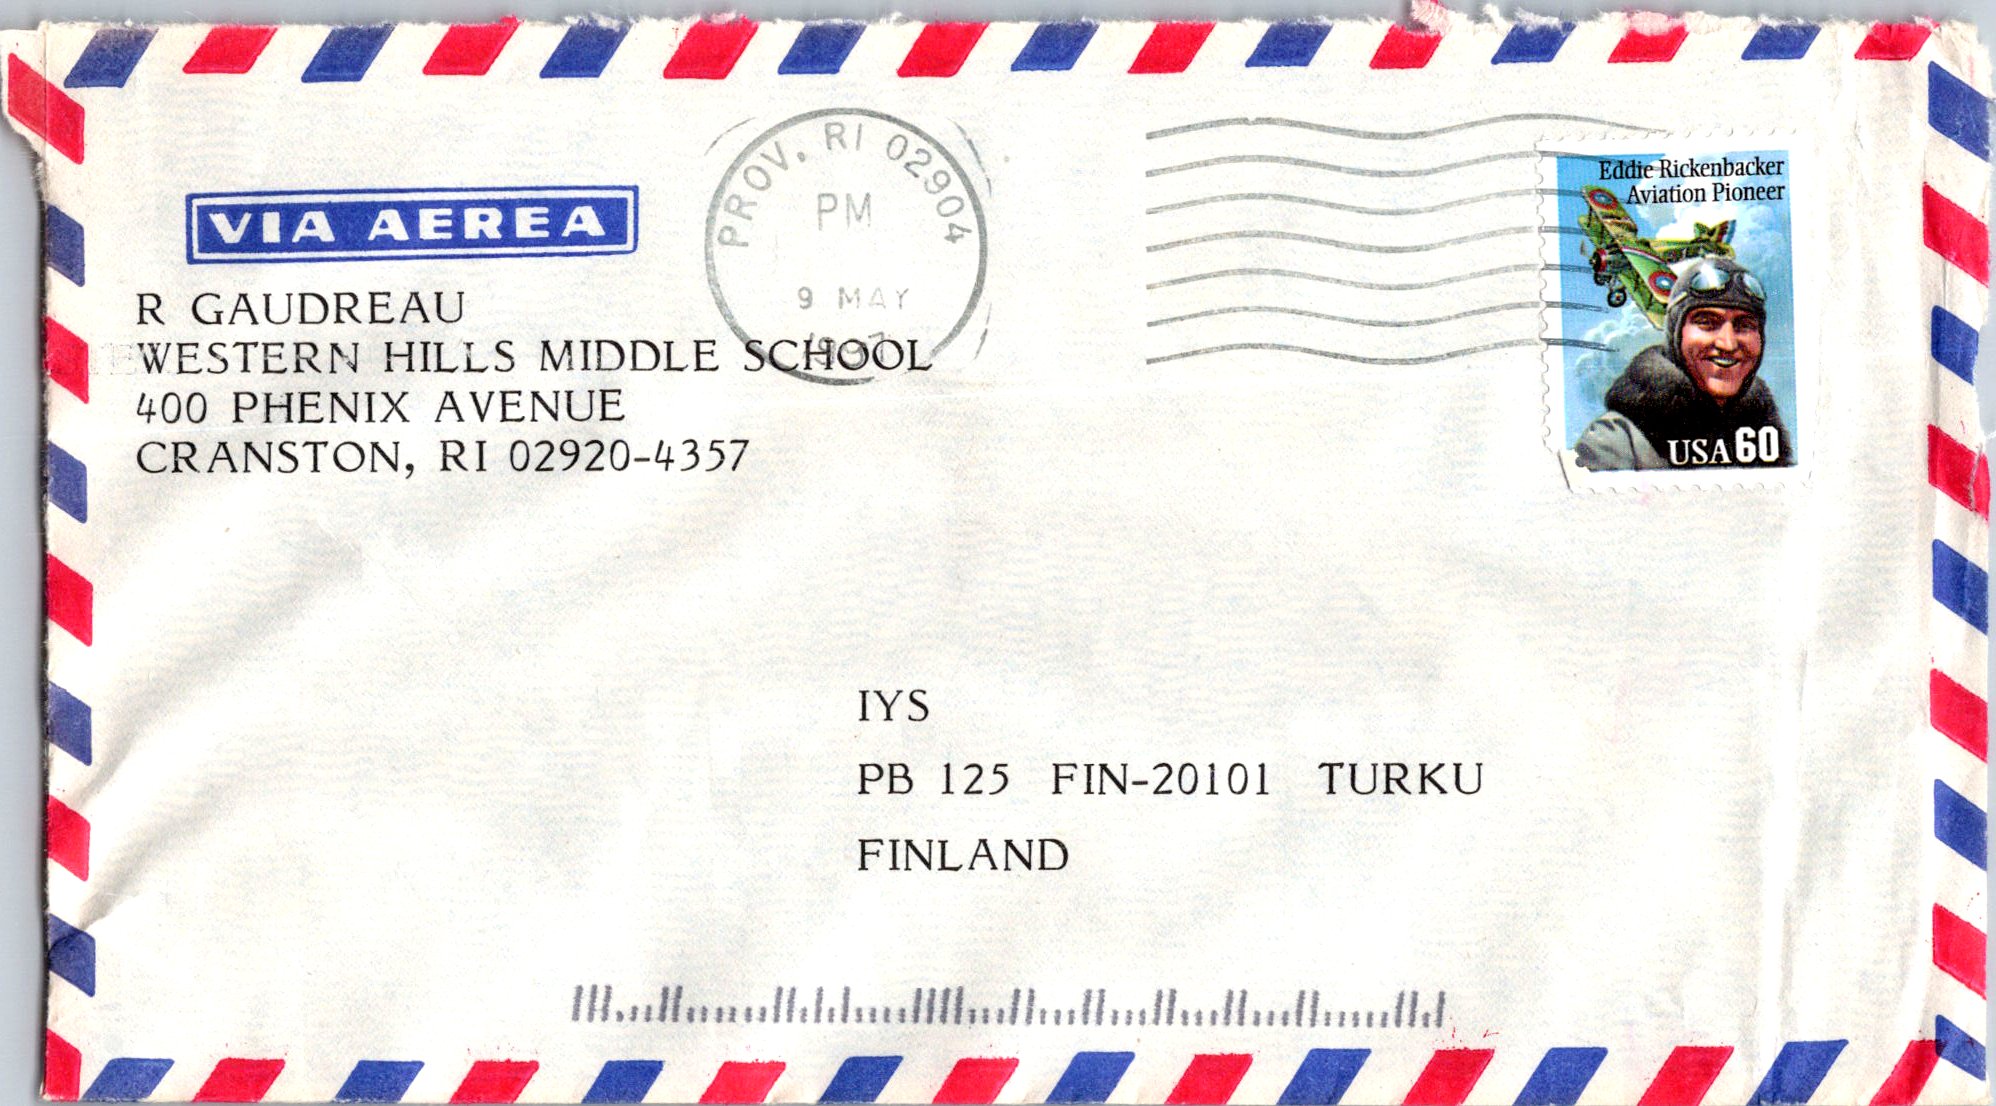 VIA AEREA
R GAUDREAU
WESTERN HILLS MIDDLE SCHOOL
400 PHENIX AVENUE
CRANSTON, RI 02920-4357
PROV. RI 02904
PM
9 MAY
1997
Eddie Rickenbacker
Aviation Pioneer
USA 60
IYS
PB 125 FIN-20101 TURKU
FINLAND